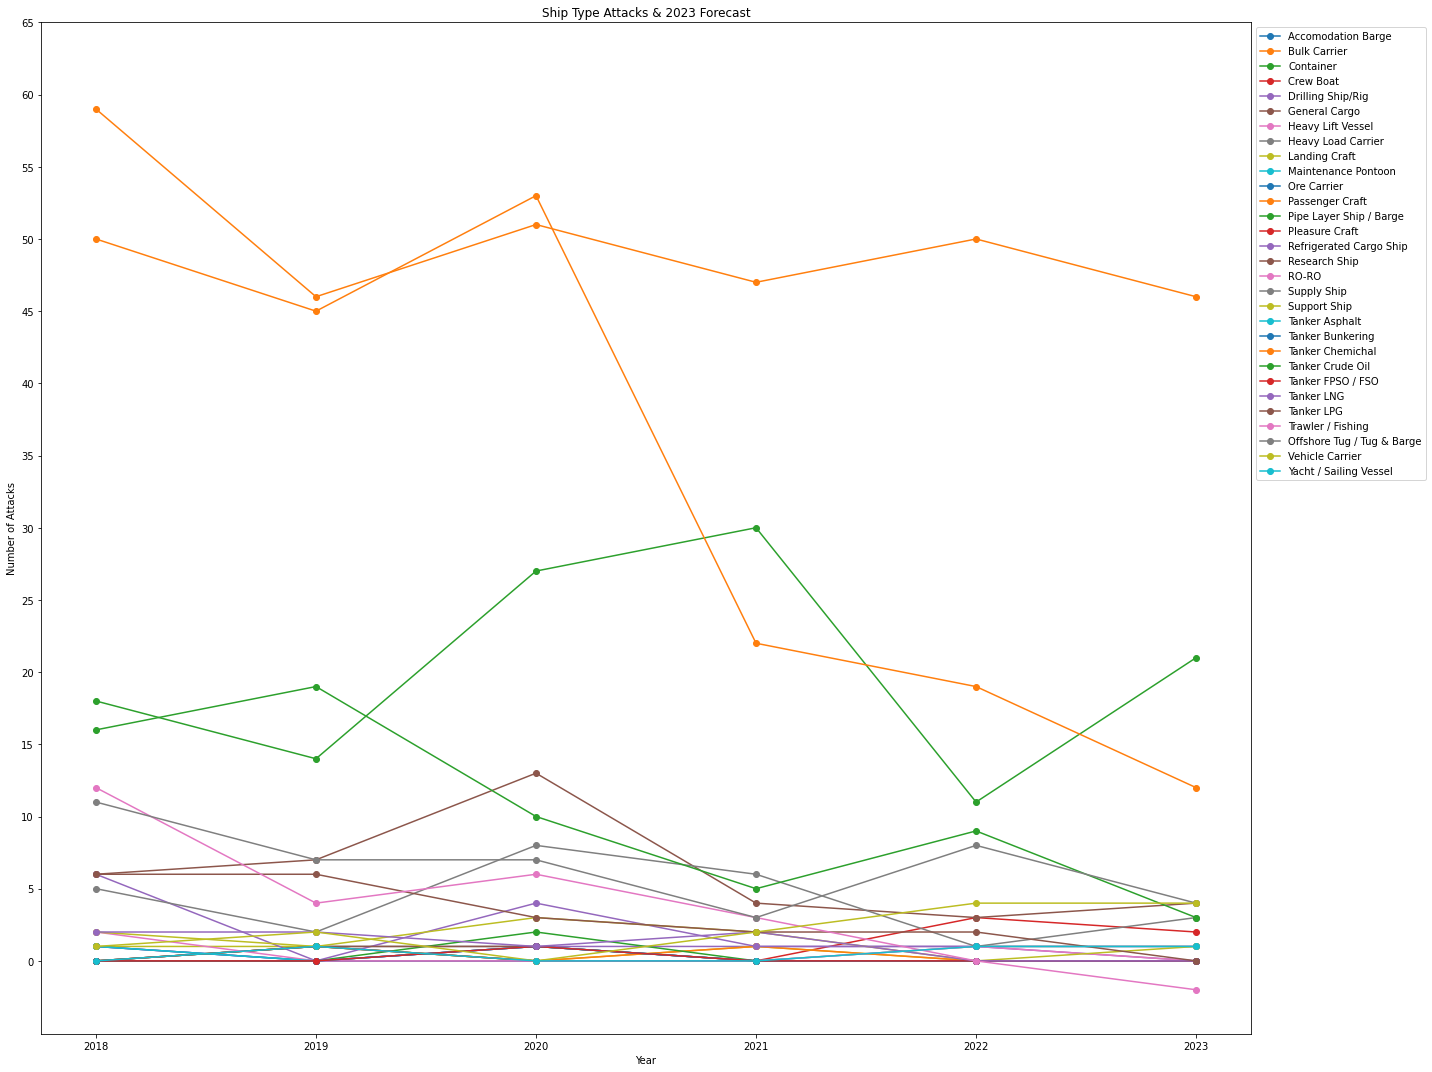 Ship Type Attacks & 2023 Forecast
65
60
55
50
45
40
35
30
25
20
15
10
5
0
Number of Attacks
2018
2019
2020
2021
2022
2023
Year
Accomodation Barge
Bulk Carrier
Container
Crew Boat
Drilling Ship/Rig
General Cargo
Heavy Lift Vessel
Heavy Load Carrier
Landing Craft
Maintenance Pontoon
Ore Carrier
Passenger Craft
Pipe Layer Ship / Barge
Pleasure Craft
Refrigerated Cargo Ship
Research Ship
RO-RO
Supply Ship
Support Ship
Tanker Asphalt
Tanker Bunkering
Tanker Chemichal
Tanker Crude Oil
Tanker FPSO / FSO
Tanker LNG
Tanker LPG
Trawler / Fishing
Offshore Tug / Tug & Barge
Vehicle Carrier
Yacht / Sailing Vessel